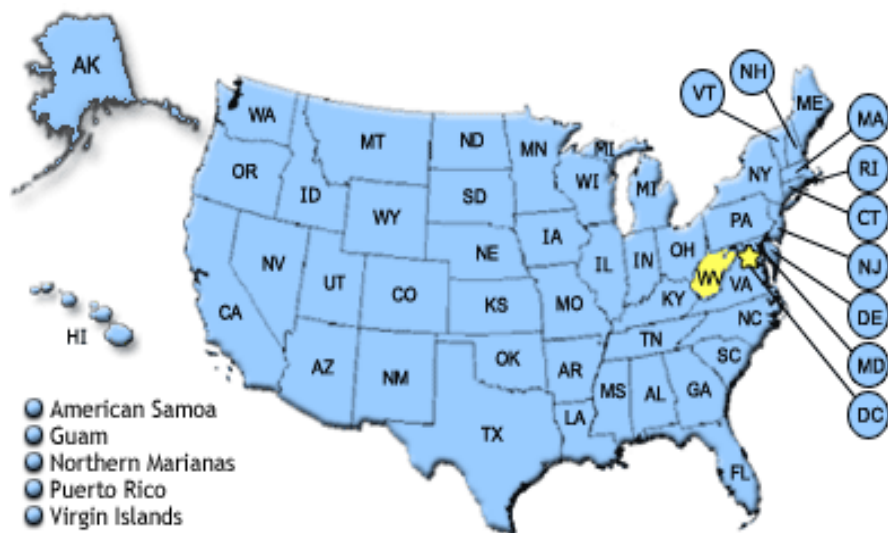 AK
NH
VT
ME
WA
MA
MT
ND
MN
MI
OR
ID
SD
WI
MI
NY
RI
WY
CT
PA
NV
NE
IA
OH
NJ
UT
IL
IN
WV
CA
CO
KS
MO
KY
VA
DE
HI
NC
TN
AZ
NM
OK
AR
SC
MD
MS
AL
GA
DC
TX
LA
FL
American Samoa
Guam
Northern Marianas
Puerto Rico
Virgin Islands